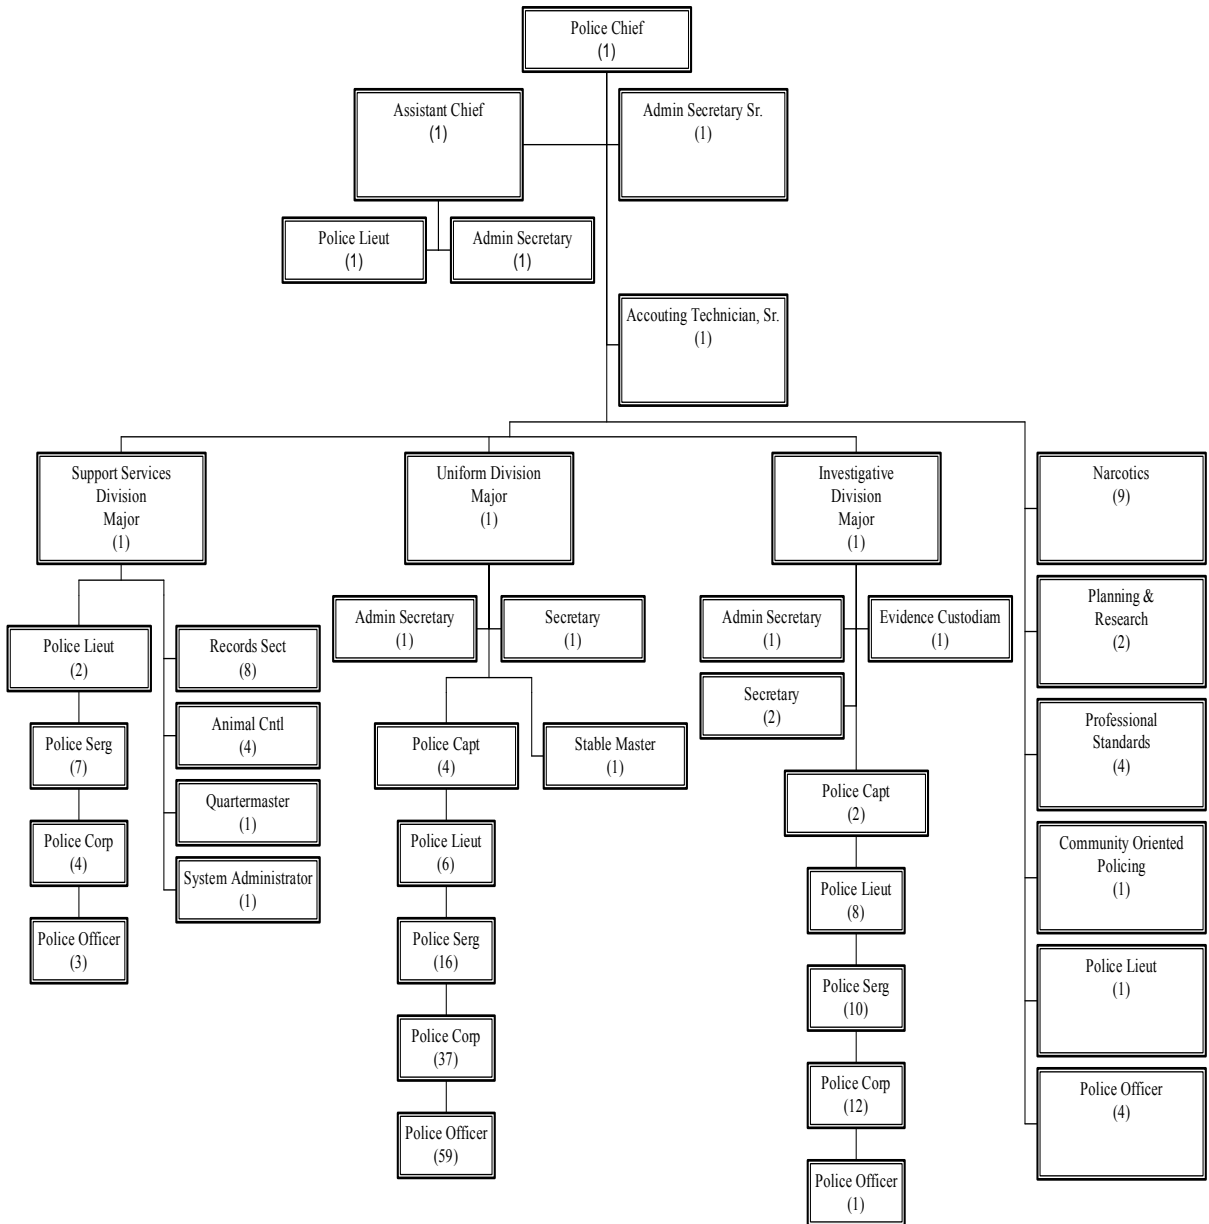 Police Chief
(1)
Assistant Chief
(1)
Admin Secretary Sr.
(1)
Police Lieut
(1)
Admin Secretary
(1)
Accouting Technician, Sr.
(1)
Support Services
Division
Major
(1)
Police Lieut
(2)
Police Serg
(7)
Police Corp
(4)
Police Officer
(3)
Records Sect
(8)
Animal Cntl
(4)
Quartermaster
(1)
System Administrator
(1)
Uniform Division
Major
(1)
Admin Secretary
(1)
Secretary
(1)
Police Capt
(4)
Stable Master
(1)
Police Lieut
(6)
Police Serg
(16)
Police Corp
(37)
Police Officer
(59)
Investigative
Division
Major
(1)
Admin Secretary
(1)
Evidence Custodiam
(1)
Secretary
(2)
Police Capt
(2)
Police Lieut
(8)
Police Serg
(10)
Police Corp
(12)
Police Officer
(1)
Narcotics
(9)
Planning &
Research
(2)
Professional
Standards
(4)
Community Oriented
Policing
(1)
Police Lieut
(1)
Police Officer
(4)